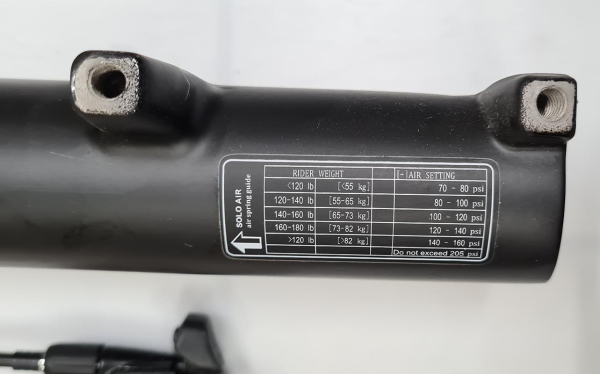 SOLO AIR
air spring guide
RIDER WEIGHT [-]AIR SETTING
<120 lb [<55 kg] 70 - 80 psi
120-140 lb [55-65 kg] 80 - 100 psi
140-160 lb [65-73 kg] 100 - 120 psi
160-180 lb [73-82 kg] 120 - 140 psi
>120 lb [>82 kg] 140 - 160 psi
Do not exceed 205 psi